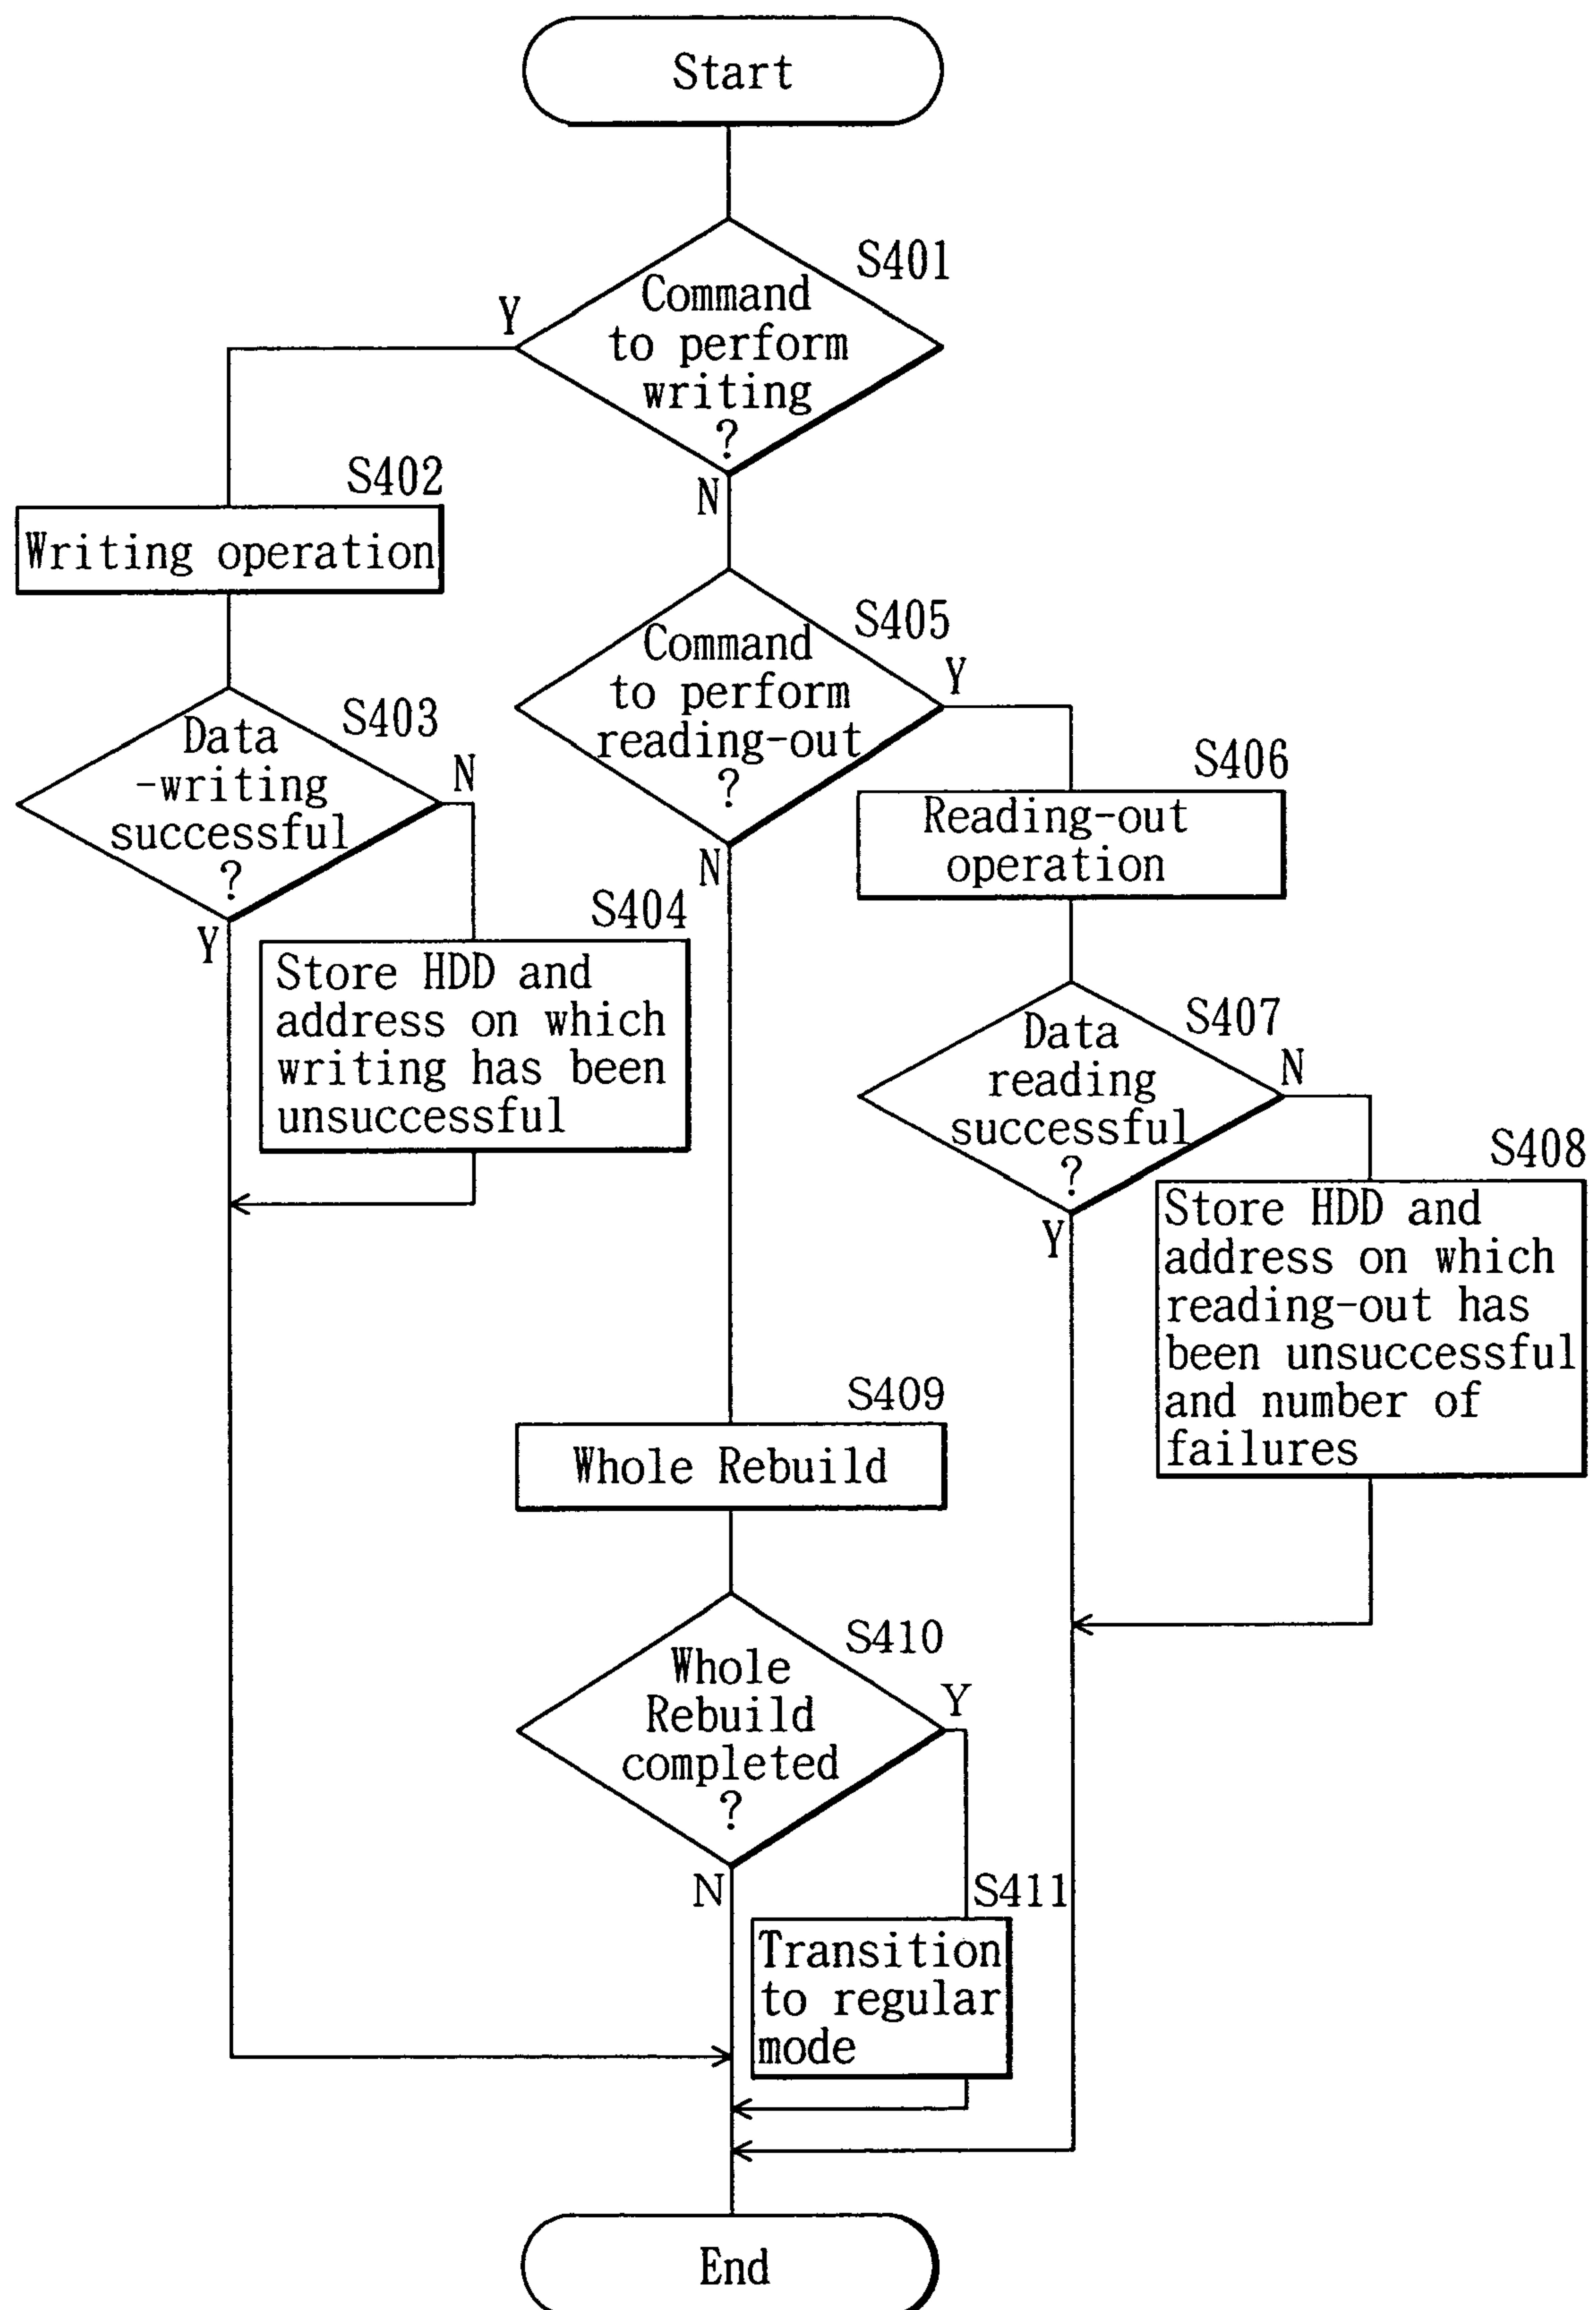 Start
S401
Command
to perform
writing
?
Y
N
S402
Writing operation
S403
Data
-writing
successful
?
N
Y
S404
Store HDD and
address on which
writing has been
unsuccessful
S405
Command
to perform
reading-out
?
Y
N
S406
Reading-out
operation
S407
Data
reading
successful
?
N
Y
S408
Store HDD and
address on which
reading-out has
been unsuccessful
and number of
failures
S409
Whole Rebuild
S410
Whole
Rebuild
completed
?
Y
N
S411
Transition
to regular
mode
End